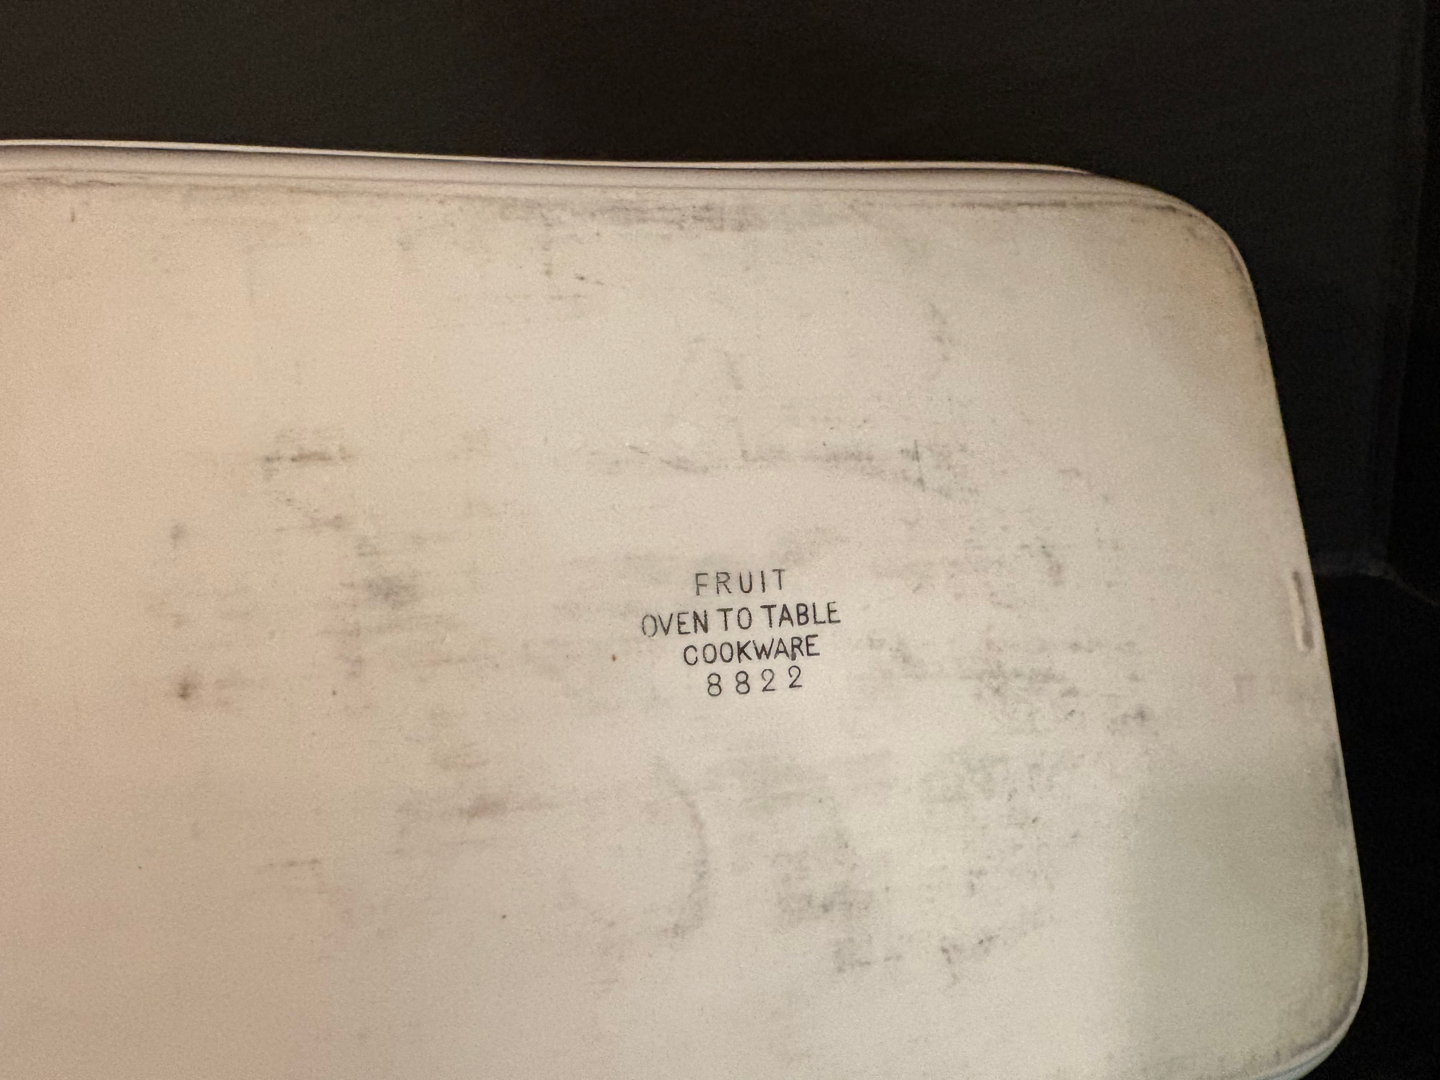 FRUIT
OVEN TO TABLE
COOKWARE
8822